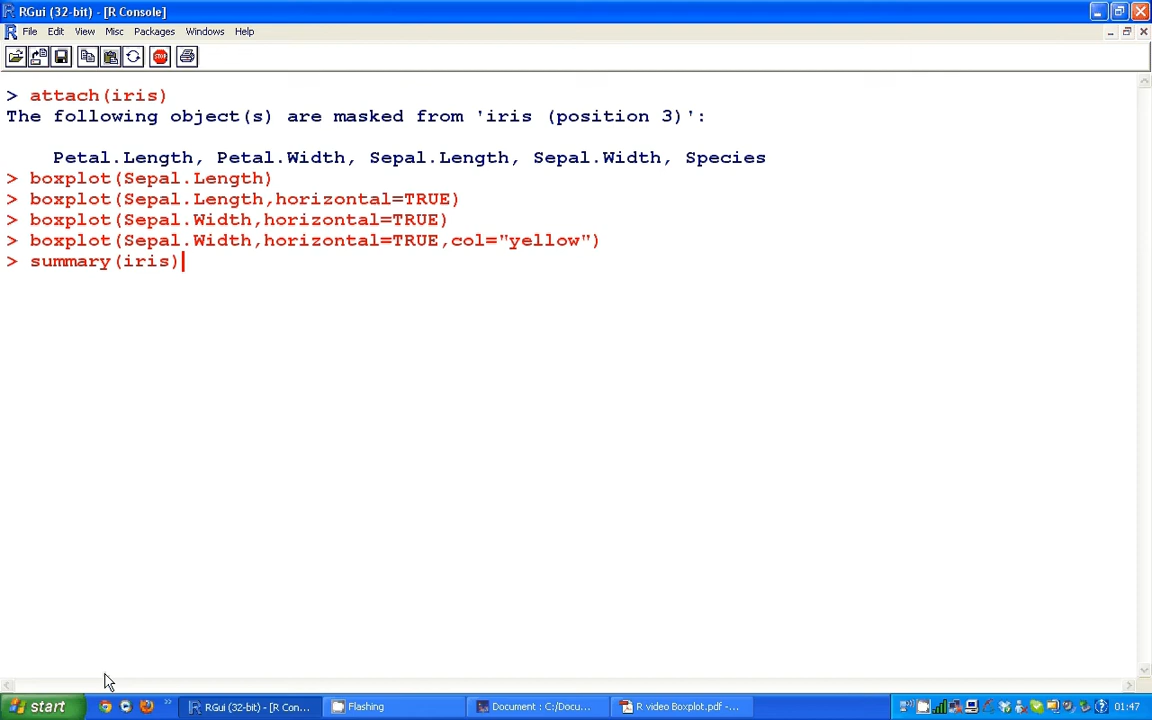 RGui (32-bit) - [R Console]
File Edit View Misc Packages Windows Help
STOP
> attach(iris)
The following object(s) are masked from 'iris (position 3)':
Petal.Length, Petal.Width, Sepal.Length, Sepal.Width, Species
> boxplot(Sepal.Length)
> boxplot(Sepal.Length,horizontal=TRUE)
> boxplot(Sepal.Width,horizontal=TRUE)
> boxplot(Sepal.Width,horizontal=TRUE,col="yellow")
> summary(iris)
start
RGui (32-bit) - [R Con...
Flashing
Document : C:/Docu...
R video Boxplot.pdf -...
01:47